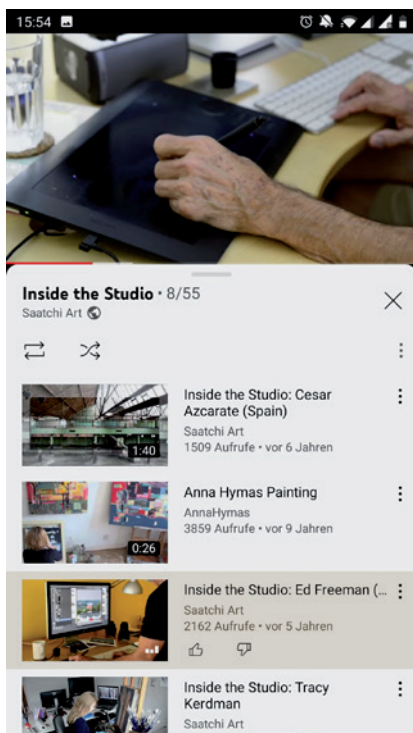 15:54
Inside the Studio · 8/55
Saatchi Art
Inside the Studio: Cesar
Azcarate (Spain)
Saatchi Art
1509 Aufrufe · vor 6 Jahren
1:40
Anna Hymas Painting
AnnaHymas
3859 Aufrufe · vor 9 Jahren
0:26
Inside the Studio: Ed Freeman (...
Saatchi Art
2162 Aufrufe · vor 5 Jahren
Inside the Studio: Tracy
Kerdman
Saatchi Art